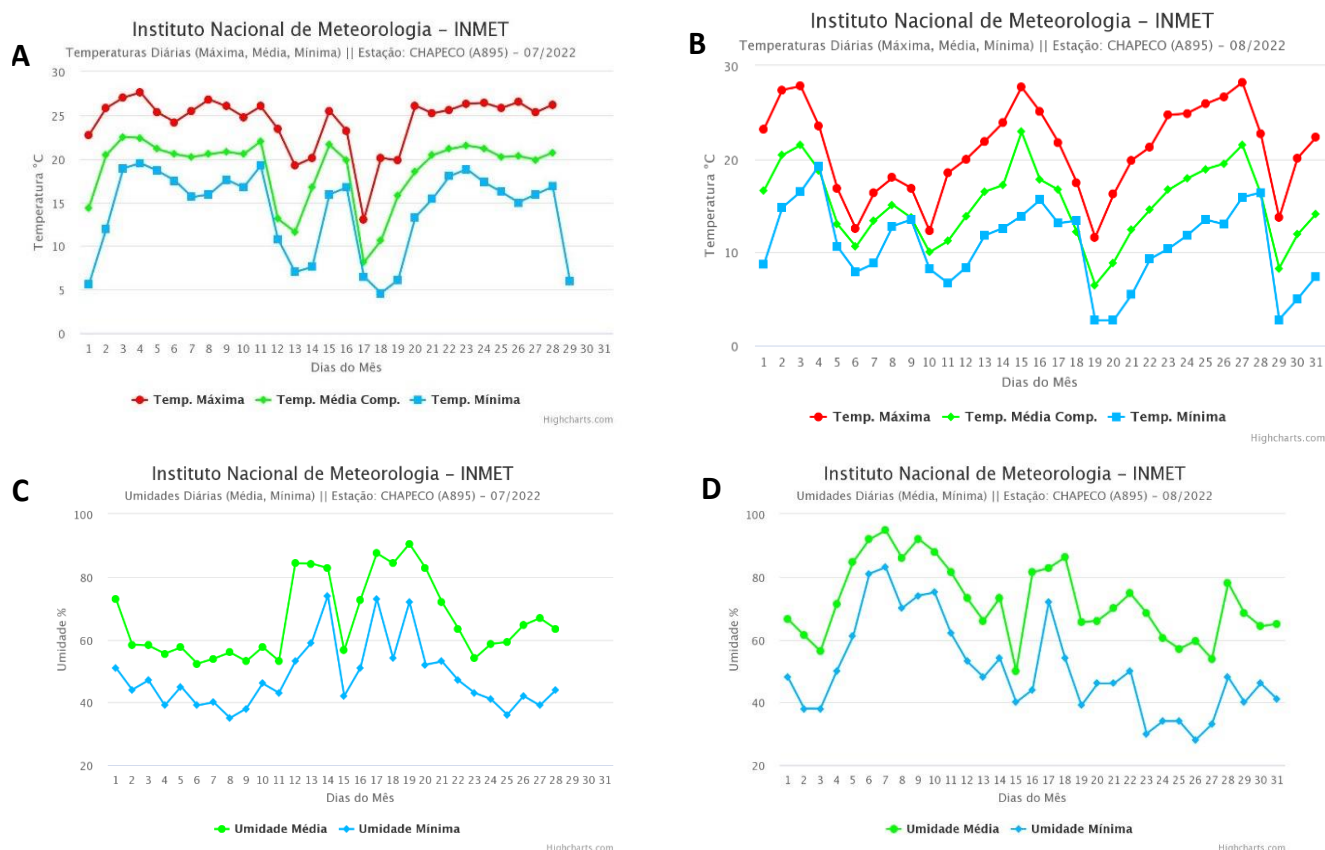 A
Instituto Nacional de Meteorologia – INMET
Temperaturas Diárias (Máxima, Média, Mínima) || Estação: CHAPECO (A895) – 07/2022
30
25
20
15
10
5
0
Temperatura °C
1 2 3 4 5 6 7 8 9 10 11 12 13 14 15 16 17 18 19 20 21 22 23 24 25 26 27 28 29 30 31
Dias do Mês
Temp. Máxima Temp. Média Comp. Temp. Mínima
Highcharts.com
B
Instituto Nacional de Meteorologia – INMET
Temperaturas Diárias (Máxima, Média, Mínima) || Estação: CHAPECO (A895) – 08/2022
30
20
10
0
Temperatura °C
1 2 3 4 5 6 7 8 9 10 11 12 13 14 15 16 17 18 19 20 21 22 23 24 25 26 27 28 29 30 31
Dias do Mês
Temp. Máxima Temp. Média Comp. Temp. Mínima
Highcharts.com
C
Instituto Nacional de Meteorologia – INMET
Umidades Diárias (Média, Mínima) || Estação: CHAPECO (A895) – 07/2022
100
80
60
40
20
Umidade %
1 2 3 4 5 6 7 8 9 10 11 12 13 14 15 16 17 18 19 20 21 22 23 24 25 26 27 28 29 30 31
Dias do Mês
Umidade Média Umidade Mínima
Highcharts.com
D
Instituto Nacional de Meteorologia – INMET
Umidades Diárias (Média, Mínima) || Estação: CHAPECO (A895) – 08/2022
100
80
60
40
20
Umidade %
1 2 3 4 5 6 7 8 9 10 11 12 13 14 15 16 17 18 19 20 21 22 23 24 25 26 27 28 29 30 31
Dias do Mês
Umidade Média Umidade Mínima
Highcharts.com